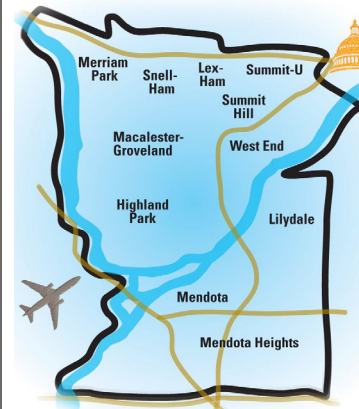 Merriam
Park
Snell-
Ham
Lex-
Ham
Summit-U
Summit
Hill
Macalester-
Groveland
West End
Highland
Park
Lilydale
Mendota
Mendota Heights